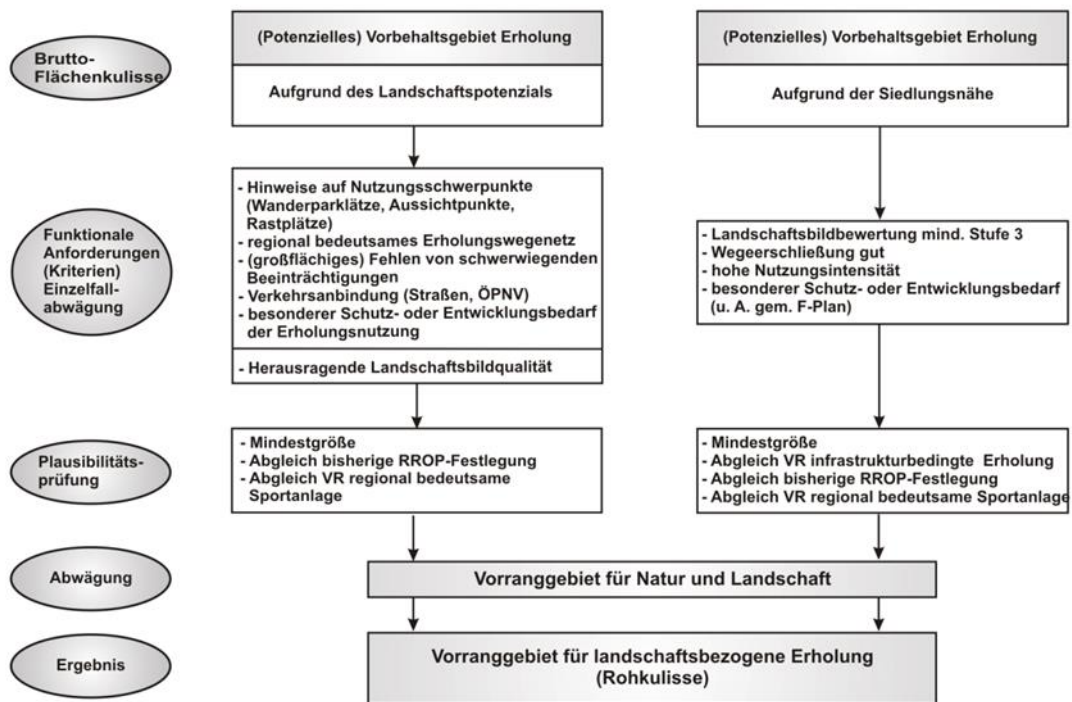 Brutto-
Flächenkulisse
(Potenzielles) Vorbehaltsgebiet Erholung
Aufgrund des Landschaftspotenzials
(Potenzielles) Vorbehaltsgebiet Erholung
Aufgrund der Siedlungsnähe
Funktionale
Anforderungen
(Kriterien)
Einzelfall-
abwägung
- Hinweise auf Nutzungsschwerpunkte
(Wanderparklätze, Aussichtpunkte,
Rastplätze)
- regional bedeutsames Erholungswegenetz
- (großflächiges) Fehlen von schwerwiegenden
Beeinträchtigungen
- Verkehrsanbindung (Straßen, ÖPNV)
- besonderer Schutz- oder Entwicklungsbedarf
der Erholungsnutzung
- Herausragende Landschaftsbildqualität
- Landschaftsbildbewertung mind. Stufe 3
- Wegeerschließung gut
- hohe Nutzungsintensität
- besonderer Schutz- oder Entwicklungsbedarf
(u. A. gem. F-Plan)
Plausibilitäts-
prüfung
- Mindestgröße
- Abgleich bisherige RROP-Festlegung
- Abgleich VR regional bedeutsame
Sportanlage
- Mindestgröße
- Abgleich VR infrastrukturbedingte Erholung
- Abgleich bisherige RROP-Festlegung
- Abgleich VR regional bedeutsame Sportanlage
Abwägung
Vorranggebiet für Natur und Landschaft
Ergebnis
Vorranggebiet für landschaftsbezogene Erholung
(Rohkulisse)